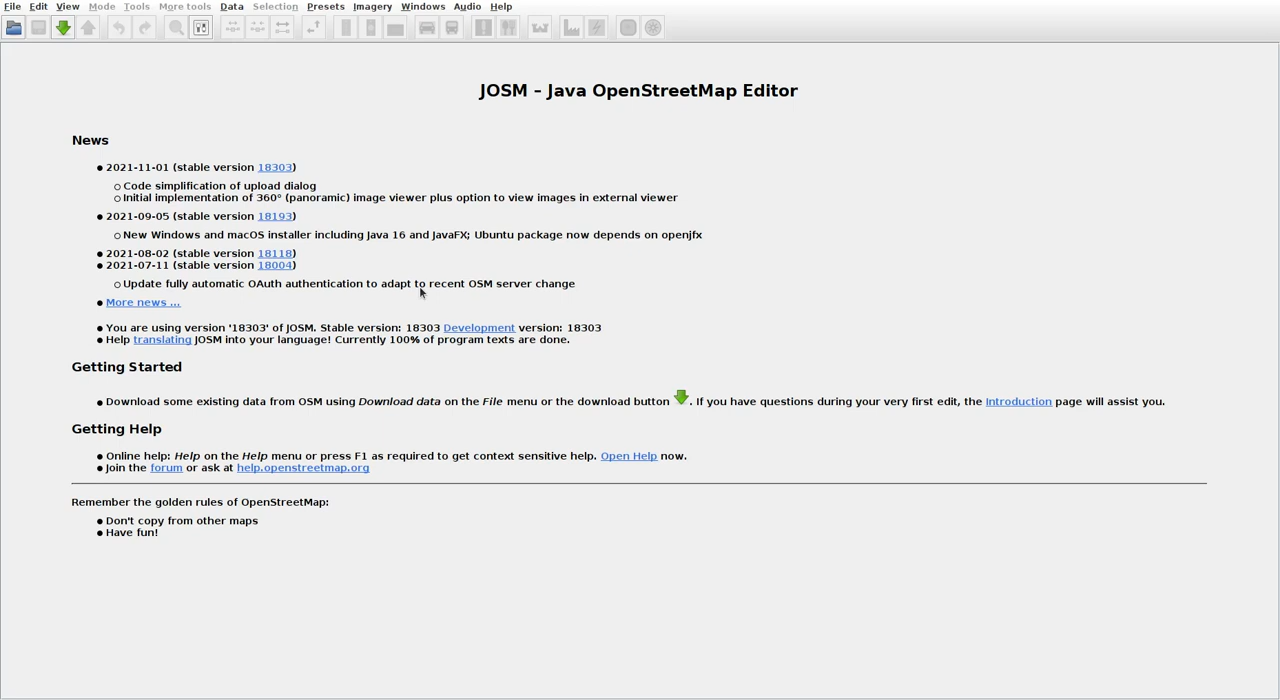 File Edit View Mode Tools More tools Data Selection Presets Imagery Windows Audio Help
JOSM – Java OpenStreetMap Editor
News
2021-11-01 (stable version 18303)
Code simplification of upload dialog
Initial implementation of 360° (panoramic) image viewer plus option to view images in external viewer
2021-09-05 (stable version 18193)
New Windows and macOS installer including Java 16 and JavaFX; Ubuntu package now depends on openjfx
2021-08-02 (stable version 18118)
2021-07-11 (stable version 18004)
Update fully automatic OAuth authentication to adapt to recent OSM server change
More news ...
You are using version '18303' of JOSM. Stable version: 18303 Development version: 18303
Help translating JOSM into your language! Currently 100% of program texts are done.
Getting Started
Download some existing data from OSM using Download data on the File menu or the download button . If you have questions during your very first edit, the Introduction page will assist you.
Getting Help
Online help: Help on the Help menu or press F1 as required to get context sensitive help. Open Help now.
Join the forum or ask at help.openstreetmap.org
Remember the golden rules of OpenStreetMap:
Don't copy from other maps
Have fun!